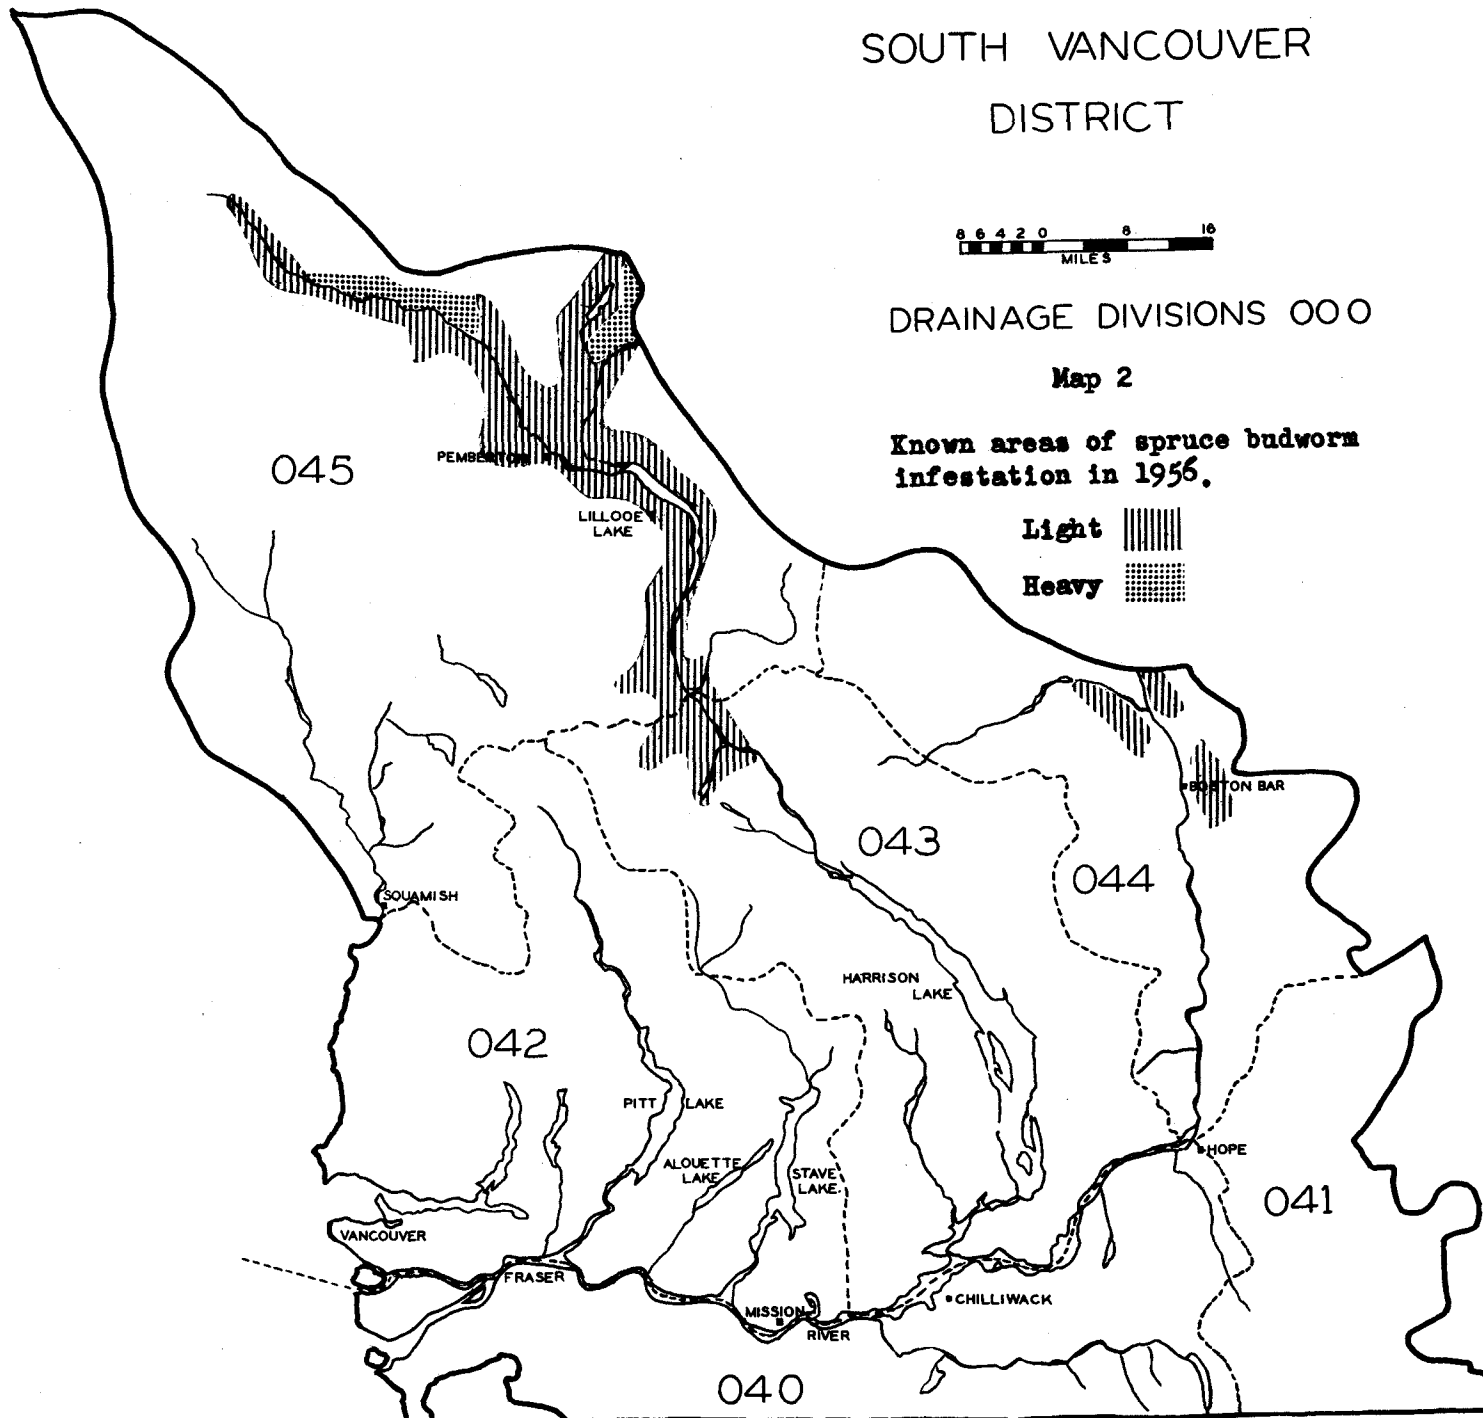 SOUTH VANCOUVER
DISTRICT
8 6 4 2 0 8 16
MILES
DRAINAGE DIVISIONS 000
Map 2
Known areas of spruce budworm
infestation in 1956.
Light
Heavy
045
PEMBERTON
LILLOOE
LAKE
BOSTON BAR
043
044
SQUAMISH
HARRISON
LAKE
042
PITT LAKE
ALOUETTE
LAKE
STAVE
LAKE
HOPE
041
VANCOUVER
FRASER
CHILLIWACK
MISSION
RIVER
040